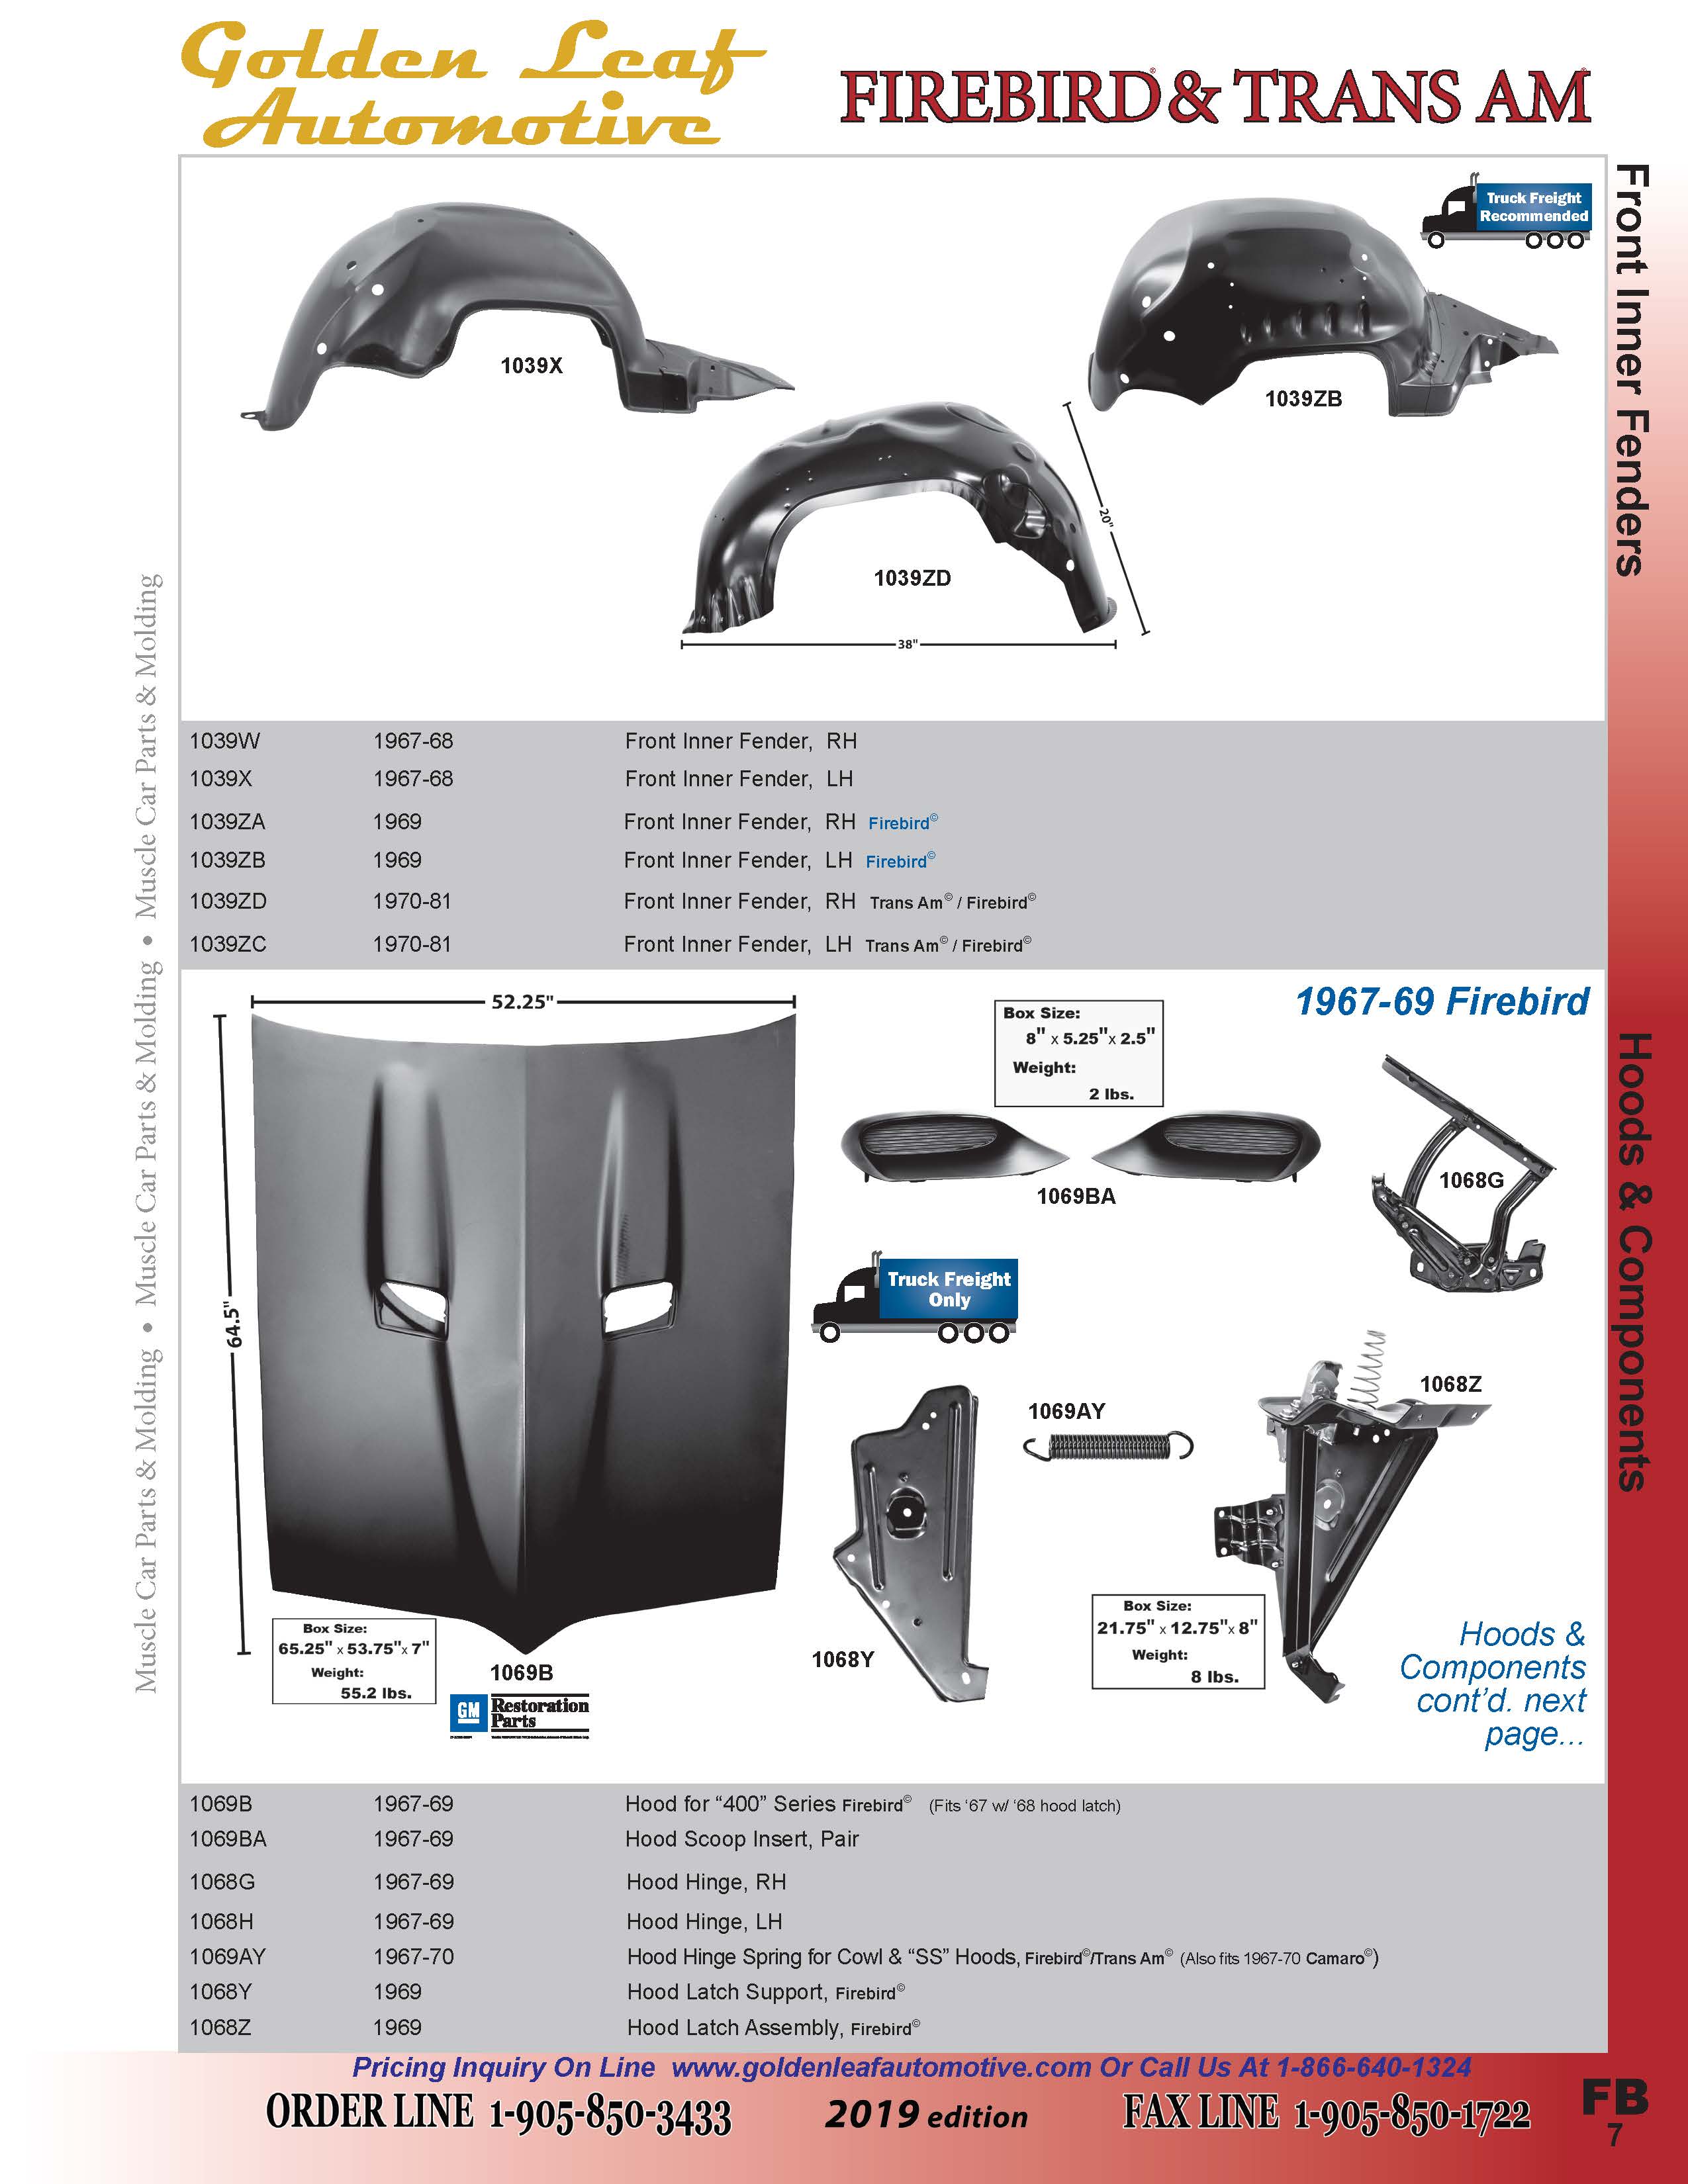 Golden Leaf
Automotive
FIREBIRD® & TRANS AM®
Front Inner Fenders
Truck Freight
Recommended
1039X
1039ZB
1039ZD
20"
38"
1039W 1967-68 Front Inner Fender, RH
1039X 1967-68 Front Inner Fender, LH
1039ZA 1969 Front Inner Fender, RH Firebird©
1039ZB 1969 Front Inner Fender, LH Firebird©
1039ZD 1970-81 Front Inner Fender, RH Trans Am© / Firebird©
1039ZC 1970-81 Front Inner Fender, LH Trans Am© / Firebird©
Muscle Car Parts & Molding • Muscle Car Parts & Molding • Muscle Car Parts & Molding
Hoods & Components
1967-69 Firebird
52.25"
64.5"
Box Size:
8" x 5.25" x 2.5"
Weight:
2 lbs.
1069BA
1068G
Truck Freight
Only
1069AY
1068Z
1068Y
Box Size:
21.75" x 12.75" x 8"
Weight:
8 lbs.
Box Size:
65.25" x 53.75" x 7"
Weight:
55.2 lbs.
1069B
GM
Restoration
Parts
Hoods &
Components
cont'd. next
page...
1069B 1967-69 Hood for “400” Series Firebird© (Fits ‘67 w/ ‘68 hood latch)
1069BA 1967-69 Hood Scoop Insert, Pair
1068G 1967-69 Hood Hinge, RH
1068H 1967-69 Hood Hinge, LH
1069AY 1967-70 Hood Hinge Spring for Cowl & “SS” Hoods, Firebird©/Trans Am© (Also fits 1967-70 Camaro©)
1068Y 1969 Hood Latch Support, Firebird©
1068Z 1969 Hood Latch Assembly, Firebird©
Pricing Inquiry On Line www.goldenleafautomotive.com Or Call Us At 1-866-640-1324
ORDER LINE 1-905-850-3433 2019 edition FAX LINE 1-905-850-1722
FB
7